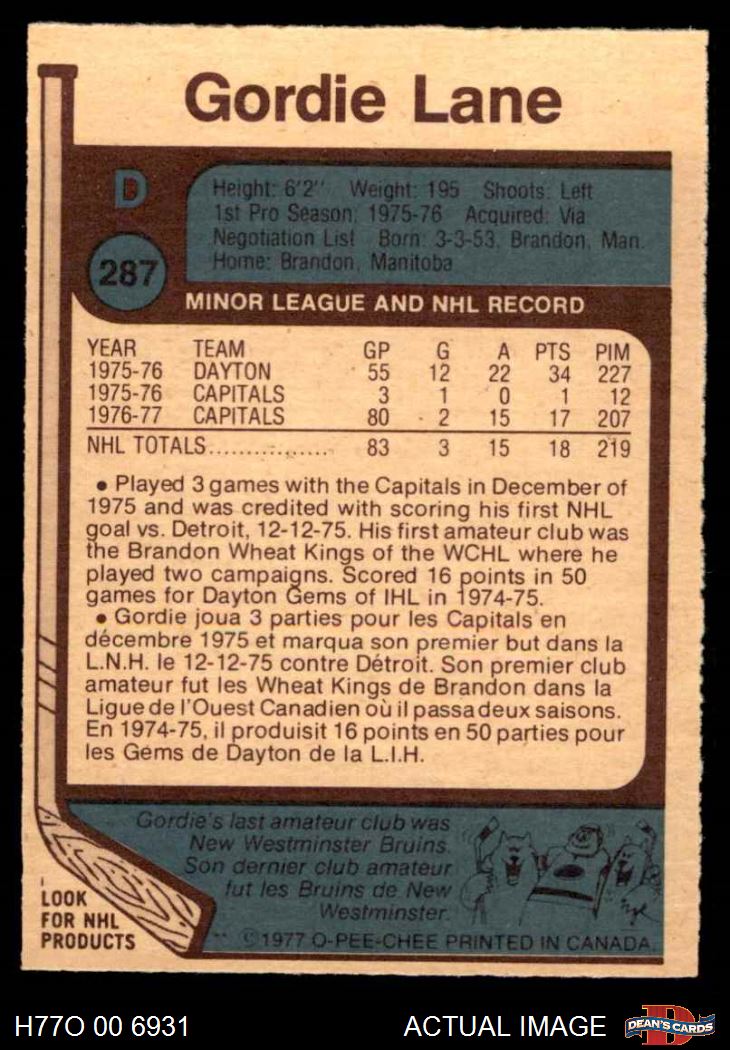 Gordie Lane
D
287
Height: 6'2'' Weight: 195 Shoots: Left
1st Pro Season: 1975-76 Acquired: Via
Negotiation List Born: 3-3-53, Brandon, Man.
Home: Brandon, Manitoba
MINOR LEAGUE AND NHL RECORD
YEAR TEAM GP G A PTS PIM
1975-76 DAYTON 55 12 22 34 227
1975-76 CAPITALS 3 1 0 1 12
1976-77 CAPITALS 80 2 15 17 207
NHL TOTALS................ 83 3 15 18 219
• Played 3 games with the Capitals in December of
1975 and was credited with scoring his first NHL
goal vs. Detroit, 12-12-75. His first amateur club was
the Brandon Wheat Kings of the WCHL where he
played two campaigns. Scored 16 points in 50
games for Dayton Gems of IHL in 1974-75.
• Gordie joua 3 parties pour les Capitals en
décembre 1975 et marqua son premier but dans la
L.N.H. le 12-12-75 contre Détroit. Son premier club
amateur fut les Wheat Kings de Brandon dans la
Ligue de l'Ouest Canadien où il passa deux saisons.
En 1974-75, il produisit 16 points en 50 parties pour
les Gems de Dayton de la L.I.H.
Gordie's last amateur club was
New Westminster Bruins.
Son dernier club amateur
fut les Bruins de New
Westminster.
LOOK
FOR NHL
PRODUCTS
©1977 O-PEE-CHEE PRINTED IN CANADA.
H77O 00 6931 ACTUAL IMAGE
D
DEAN'S CARDS